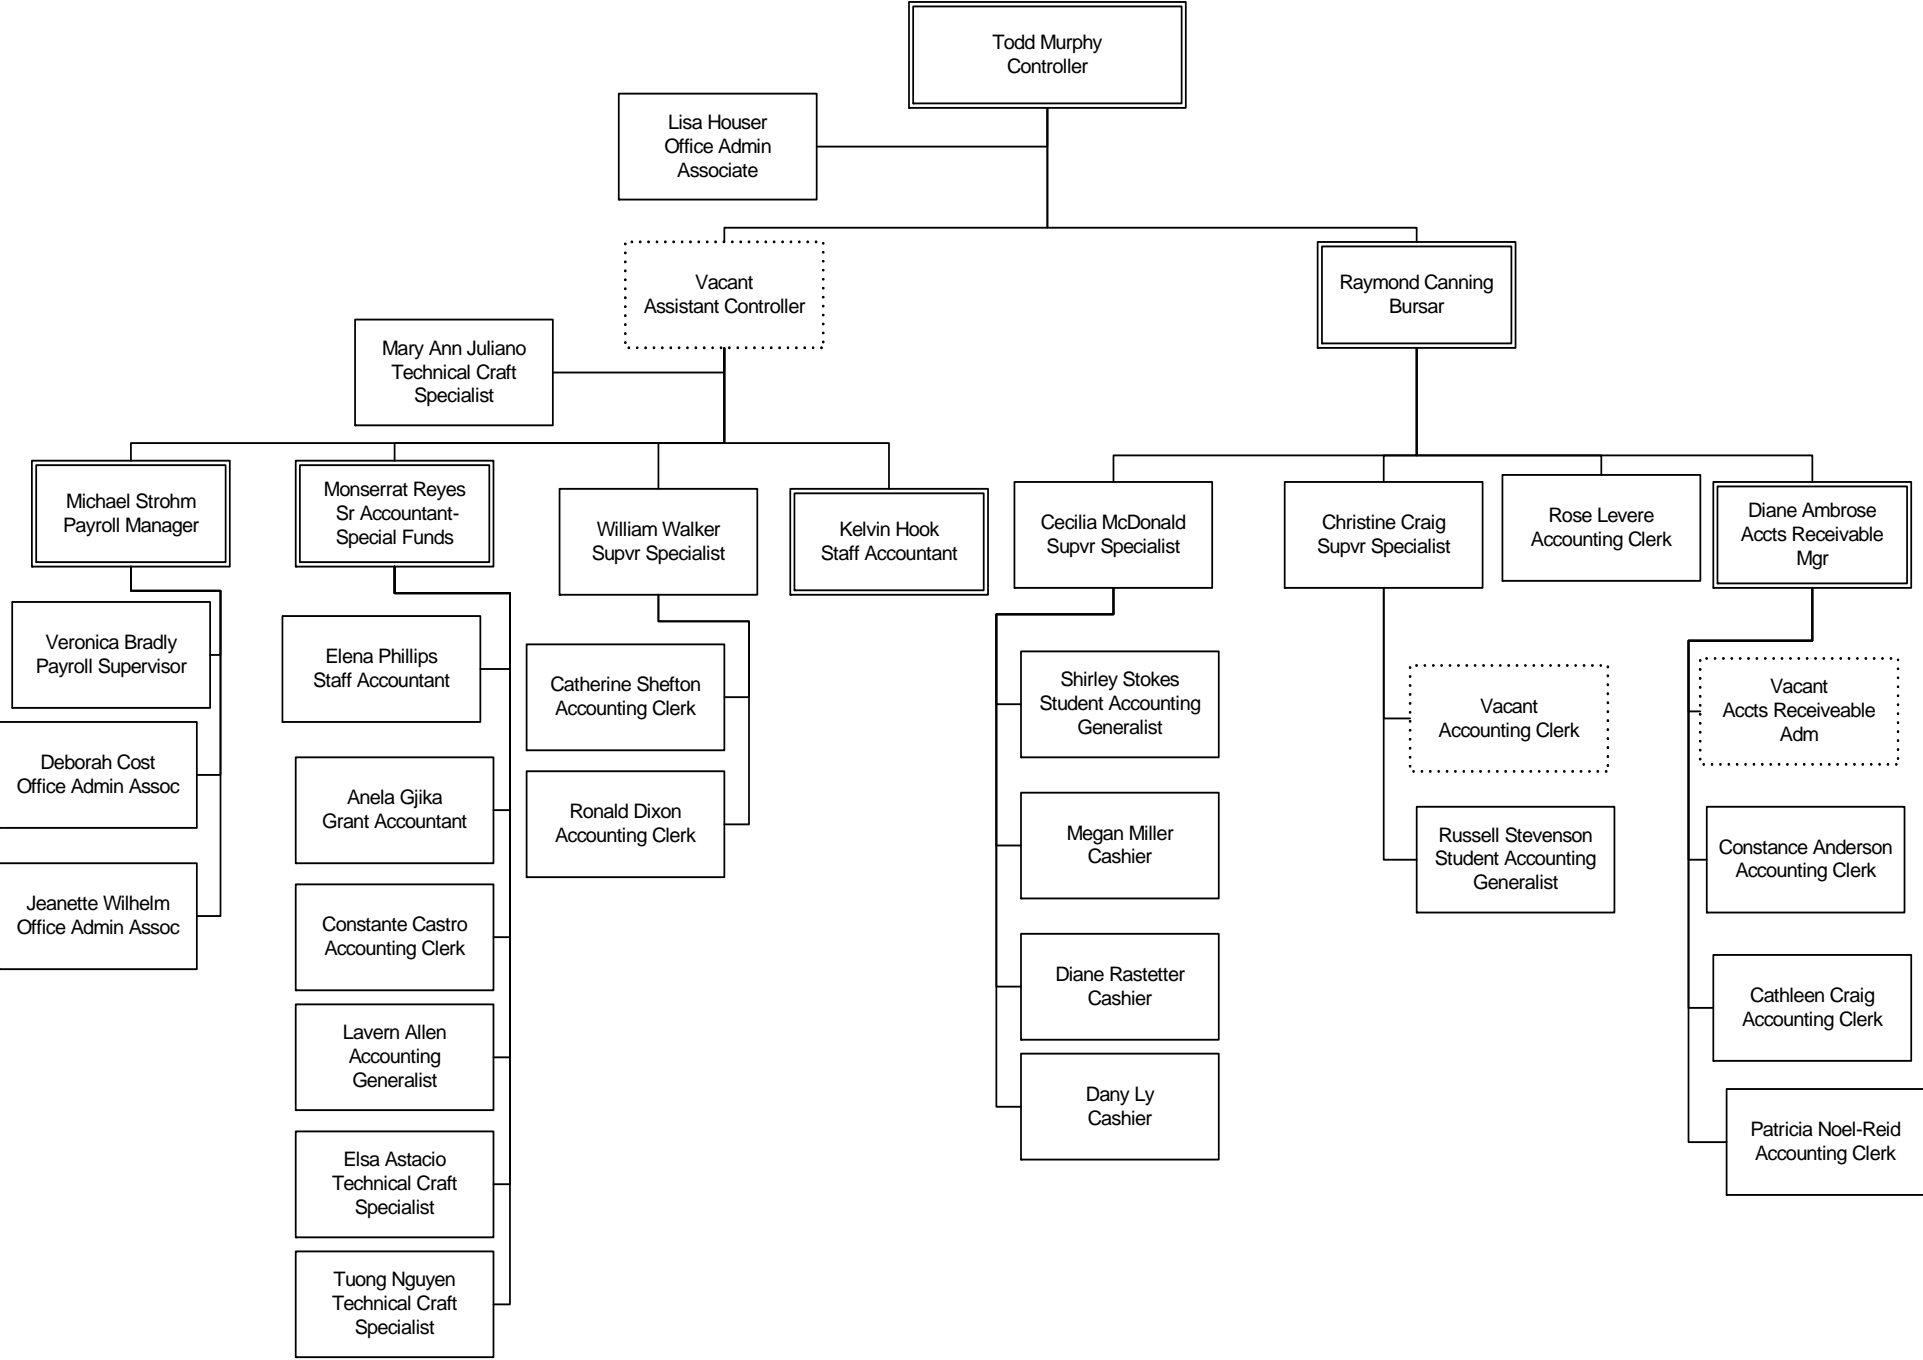 Todd Murphy
Controller
Lisa Houser
Office Admin
Associate
Vacant
Assistant Controller
Raymond Canning
Bursar
Mary Ann Juliano
Technical Craft
Specialist
Michael Strohm
Payroll Manager
Monserrat Reyes
Sr Accountant-
Special Funds
William Walker
Supvr Specialist
Kelvin Hook
Staff Accountant
Cecilia McDonald
Supvr Specialist
Christine Craig
Supvr Specialist
Rose Levere
Accounting Clerk
Diane Ambrose
Accts Receivable
Mgr
Veronica Bradly
Payroll Supervisor
Deborah Cost
Office Admin Assoc
Jeanette Wilhelm
Office Admin Assoc
Elena Phillips
Staff Accountant
Anela Gjika
Grant Accountant
Constante Castro
Accounting Clerk
Lavern Allen
Accounting
Generalist
Elsa Astacio
Technical Craft
Specialist
Tuong Nguyen
Technical Craft
Specialist
Catherine Shefton
Accounting Clerk
Ronald Dixon
Accounting Clerk
Shirley Stokes
Student Accounting
Generalist
Megan Miller
Cashier
Diane Rastetter
Cashier
Dany Ly
Cashier
Vacant
Accounting Clerk
Russell Stevenson
Student Accounting
Generalist
Vacant
Accts Receiveable
Adm
Constance Anderson
Accounting Clerk
Cathleen Craig
Accounting Clerk
Patricia Noel-Reid
Accounting Clerk